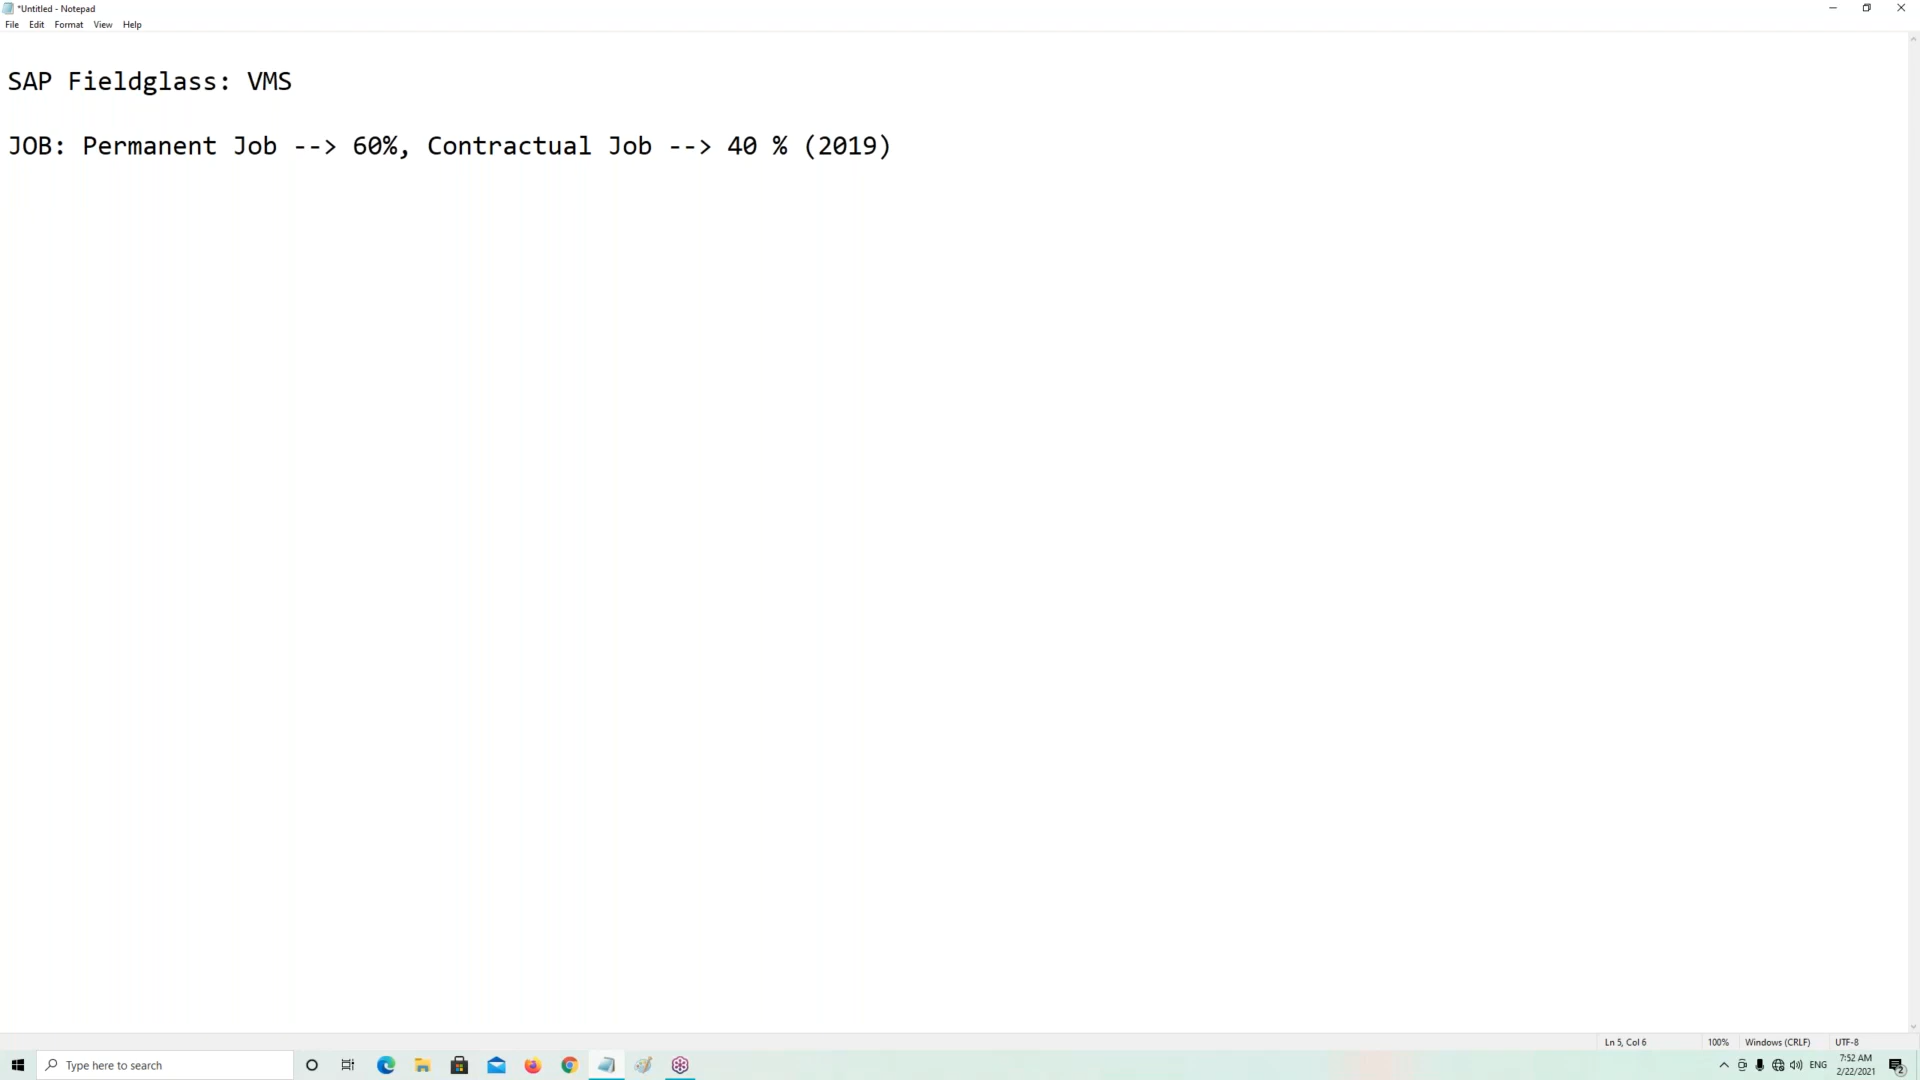 *Untitled - Notepad
File Edit Format View Help
SAP Fieldglass: VMS
JOB: Permanent Job --> 60%, Contractual Job --> 40 % (2019)
Ln 5, Col 6 100% Windows (CRLF) UTF-8
Type here to search
ENG
7:52 AM
2/22/2021
2